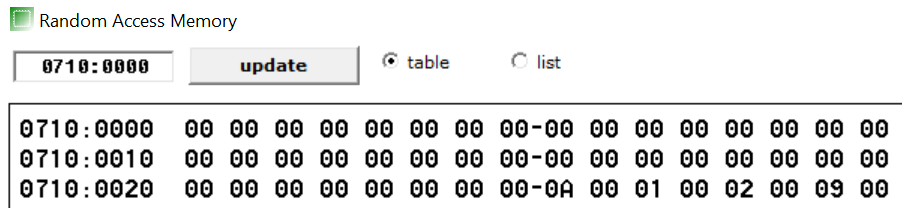 Random Access Memory
0710:0000 update table list
0710:0000 00 00 00 00 00 00 00 00-00 00 00 00 00 00 00 00
0710:0010 00 00 00 00 00 00 00 00-00 00 00 00 00 00 00 00
0710:0020 00 00 00 00 00 00 00 00-0A 00 01 00 02 00 09 00